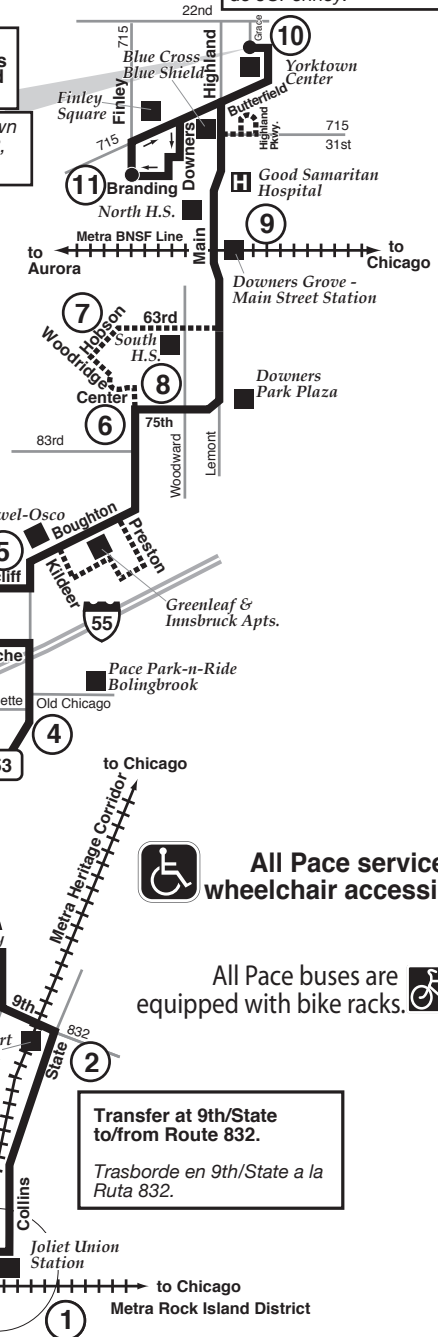 22nd
Grace
10
715
Highland
Blue Cross -
Blue Shield
Yorktown
Center
Finley
Finley
Square
Butterfield
Highland
Pkwy.
715
31st
715
Downers
11
Branding
H
Good Samaritan
Hospital
North H.S.
Main
9
Metra BNSF Line
to
Aurora
to
Chicago
Downers Grove -
Main Street Station
7
63rd
Hobson
South
H.S.
Woodridge
8
Center
Downers
Park Plaza
6
75th
83rd
Woodward
Lemont
Boughton
5
Preston
Kildeer
Greenleaf &
Innsbruck Apts.
55
Pace Park-n-Ride
Bolingbrook
Old Chicago
4
to Chicago
Metra Heritage Corridor
All Pace
wheelchair
All Pace buses are
equipped with bike racks.
9th
832
State
2
Transfer at 9th/State
to/from Route 832.
Trasborde en 9th/State a la
Ruta 832.
Collins
Joliet Union
Station
to Chicago
1
Metra Rock Island District